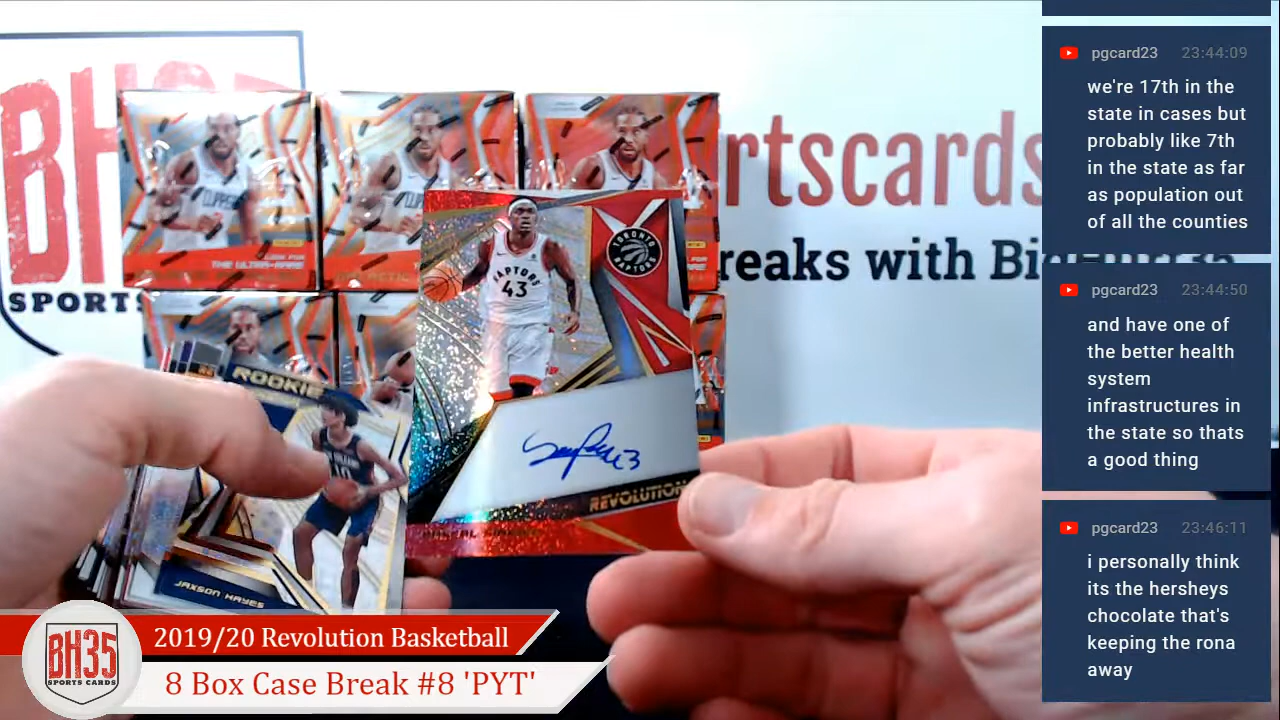 pgcard23 23:44:09
we're 17th in the
state in cases but
probably like 7th
in the state as far
as population out
of all the counties
pgcard23 23:44:50
and have one of
the better health
system
infrastructures in
the state so thats
a good thing
pgcard23 23:46:11
i personally think
its the hersheys
chocolate that's
keeping the rona
away
rtscards
reaks with Big
SPORTS
TORONTO
RAPTORS
RAPTORS
43
REVOLUTION
ROOKIE
10
JAXSON HAYES
BH35
SPORTS CARDS
2019/20 Revolution Basketball
8 Box Case Break #8 'PYT'